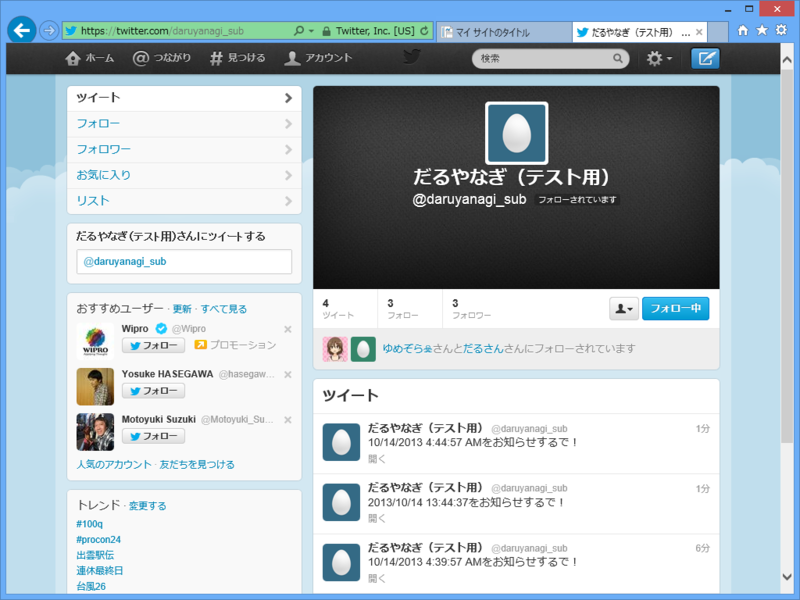 https://twitter.com/daruyanagi_sub
Twitter, Inc. [US]
マイ サイトのタイトル
だるやなぎ（テスト用） ...
ホーム
@ つながり
# 見つける
アカウント
検索
ツイート
フォロー
フォロワー
お気に入り
リスト
だるやなぎ(テスト用)さんにツイートする
@daruyanagi_sub
おすすめユーザー · 更新 · すべて見る
Wipro @Wipro
WIPRO
フォロー プロモーション
Yosuke HASEGAWA @hasegaw...
フォロー
Motoyuki Suzuki @Motoyuki_Su...
フォロー
人気のアカウント · 友だちを見つける
トレンド · 変更する
#100q
#procon24
出雲駅伝
連休最終日
台風26
だるやなぎ（テスト用）
@daruyanagi_sub フォローされています
4 3 3
ツイート フォロー フォロワー
フォロー中
ゆめぞらさんとだるさんさんにフォローされています
ツイート
だるやなぎ（テスト用） @daruyanagi_sub 1分
10/14/2013 4:44:57 AMをお知らせするで！
開く
だるやなぎ（テスト用） @daruyanagi_sub 1分
2013/10/14 13:44:37をお知らせするで！
開く
だるやなぎ（テスト用） @daruyanagi_sub 6分
10/14/2013 4:39:57 AMをお知らせするで！
開く